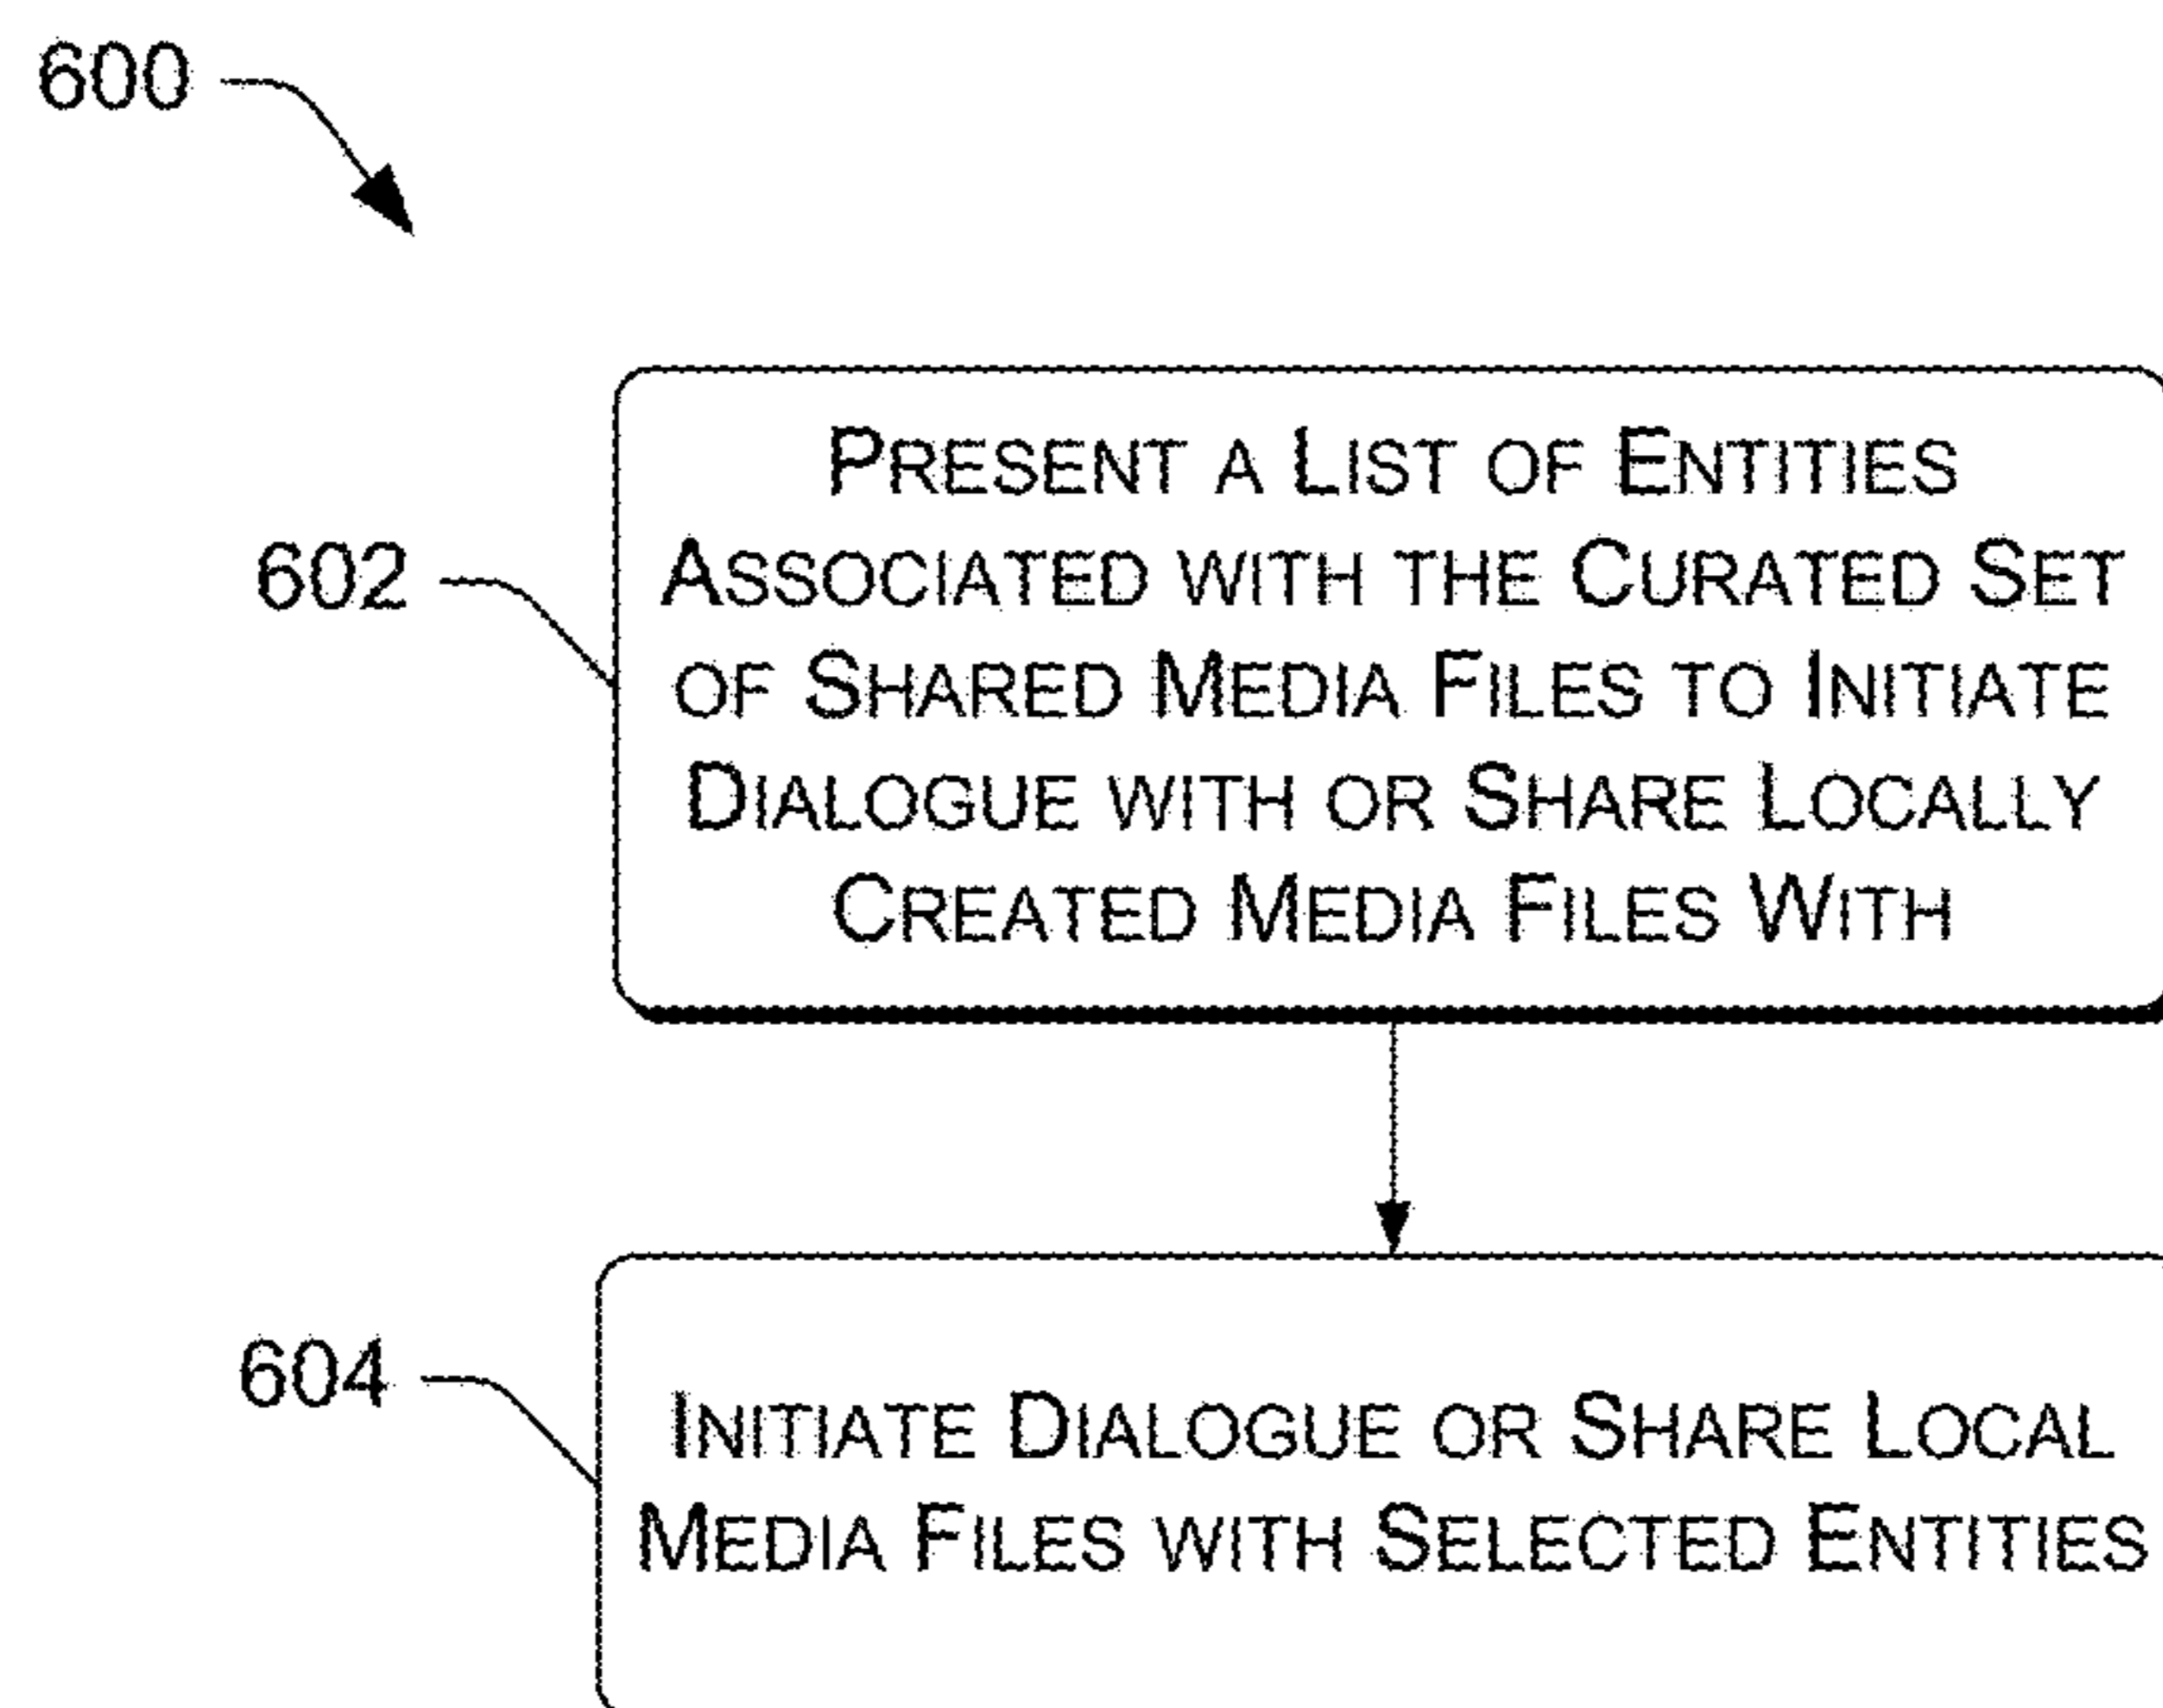 600
PRESENT A LIST OF ENTITIES
602
ASSOCIATED WITH THE CURATED SET
OF SHARED MEDIA FILES TO INITIATE
DIALOGUE WITH OR SHARE LOCALLY
CREATED MEDIA FILES WITH
604
INITIATE DIALOGUE OR SHARE LOCAL
MEDIA FILES WITH SELECTED ENTITIES